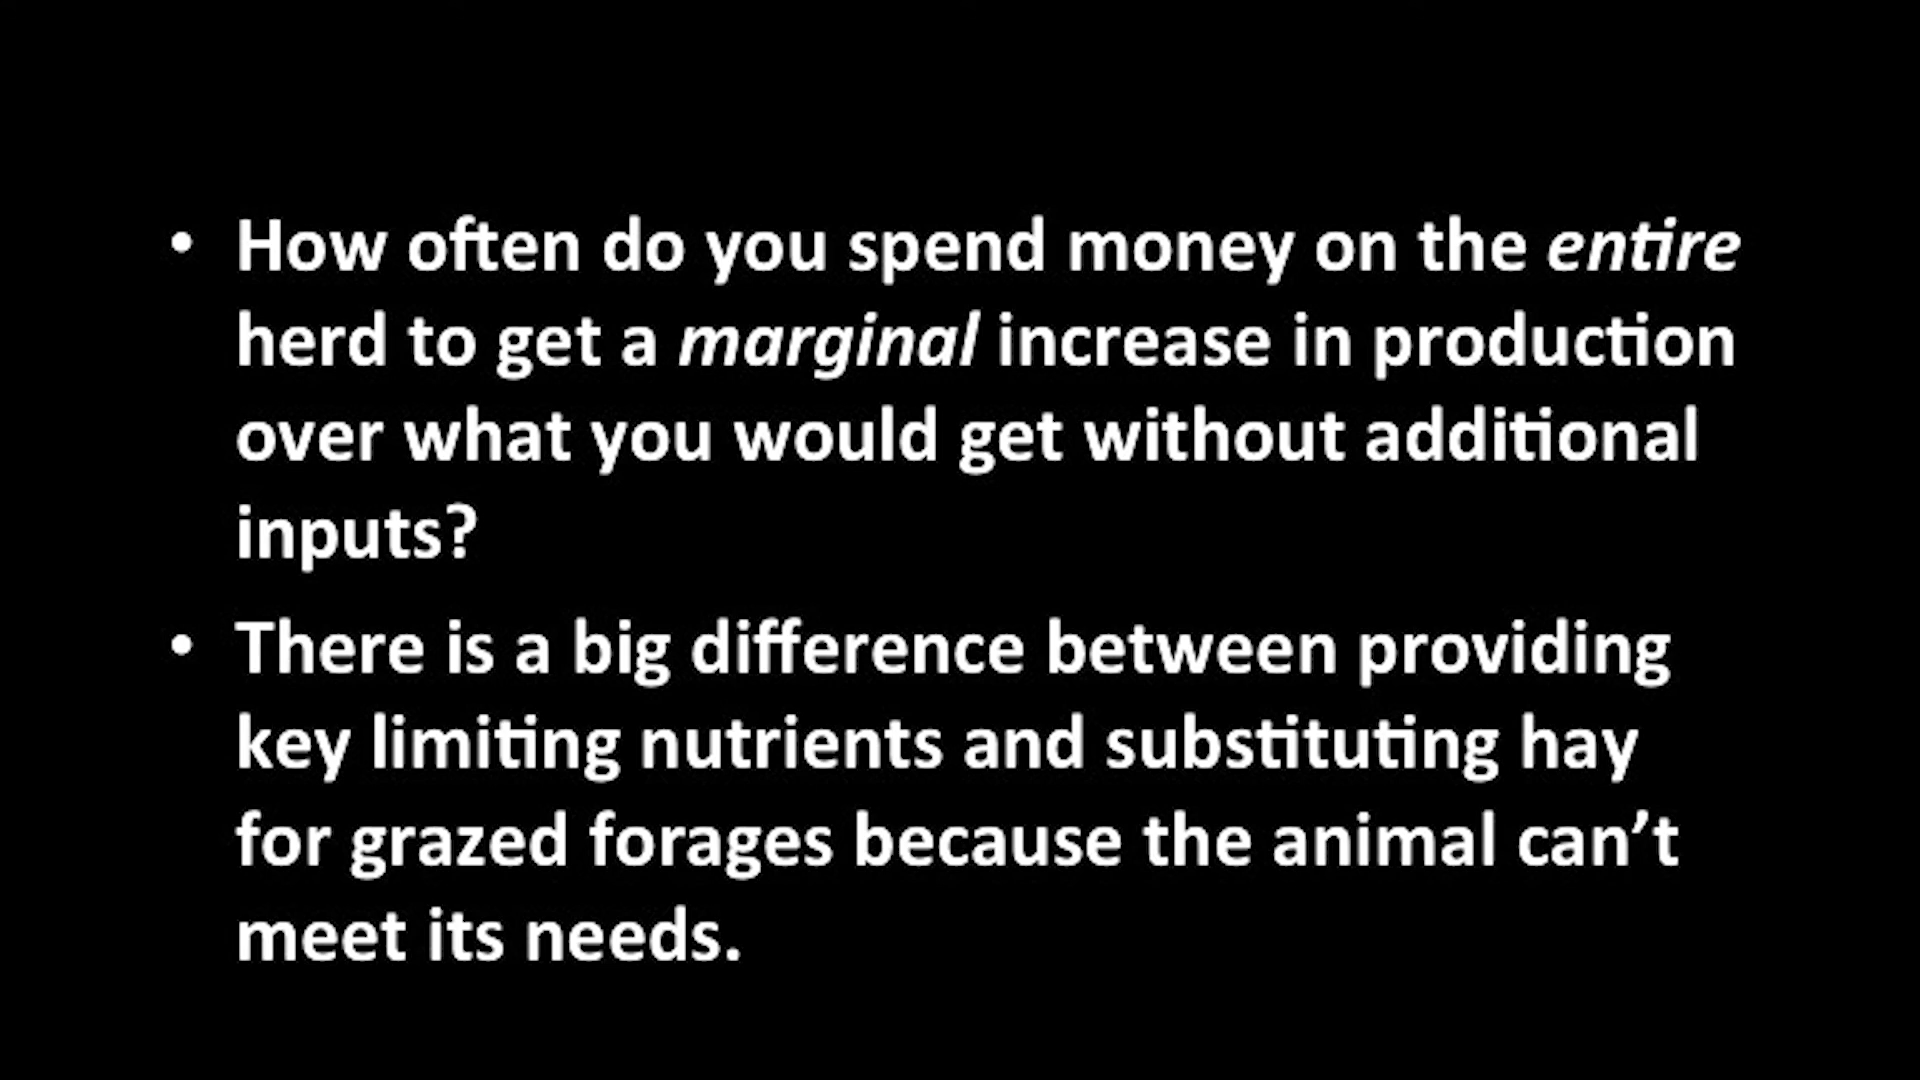 • How often do you spend money on the entire
herd to get a marginal increase in production
over what you would get without additional
inputs?
• There is a big difference between providing
key limiting nutrients and substituting hay
for grazed forages because the animal can’t
meet its needs.